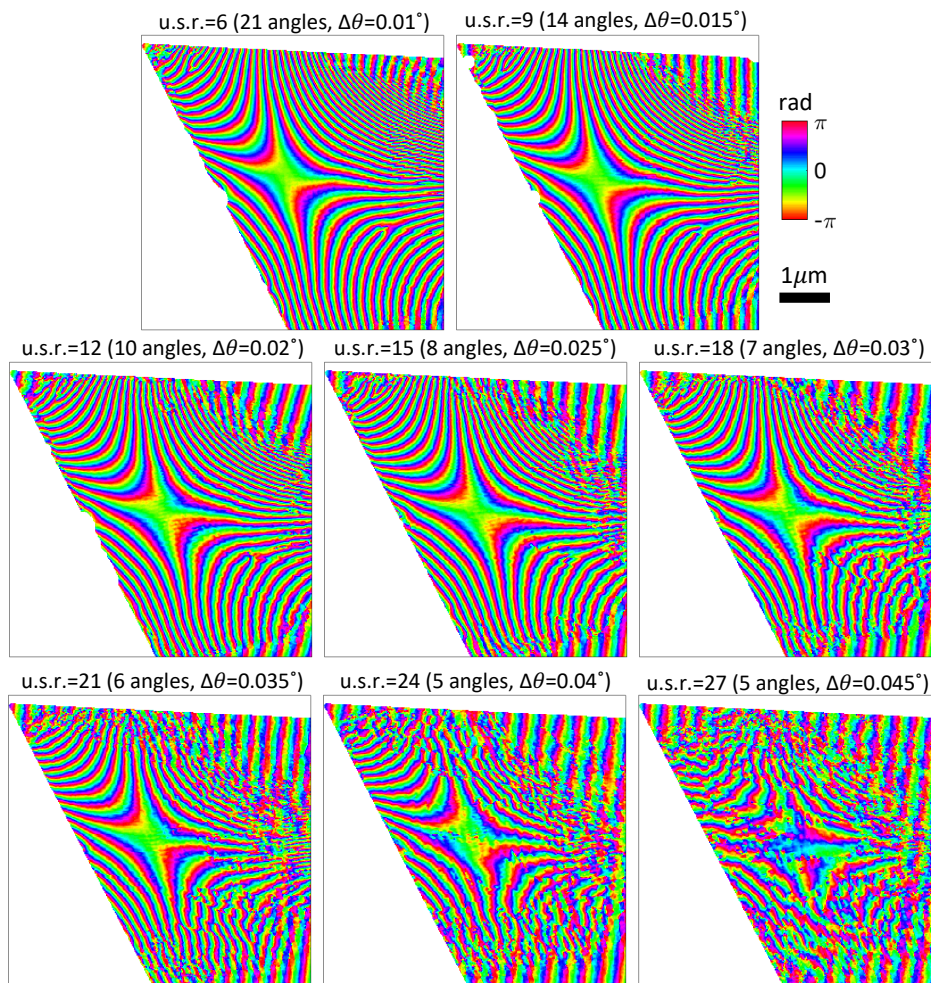 u.s.r.=6 (21 angles, Δθ=0.01˚)
u.s.r.=9 (14 angles, Δθ=0.015˚)
rad
π
0
-π
1μm
u.s.r.=12 (10 angles, Δθ=0.02˚)
u.s.r.=15 (8 angles, Δθ=0.025˚)
u.s.r.=18 (7 angles, Δθ=0.03˚)
u.s.r.=21 (6 angles, Δθ=0.035˚)
u.s.r.=24 (5 angles, Δθ=0.04˚)
u.s.r.=27 (5 angles, Δθ=0.045˚)